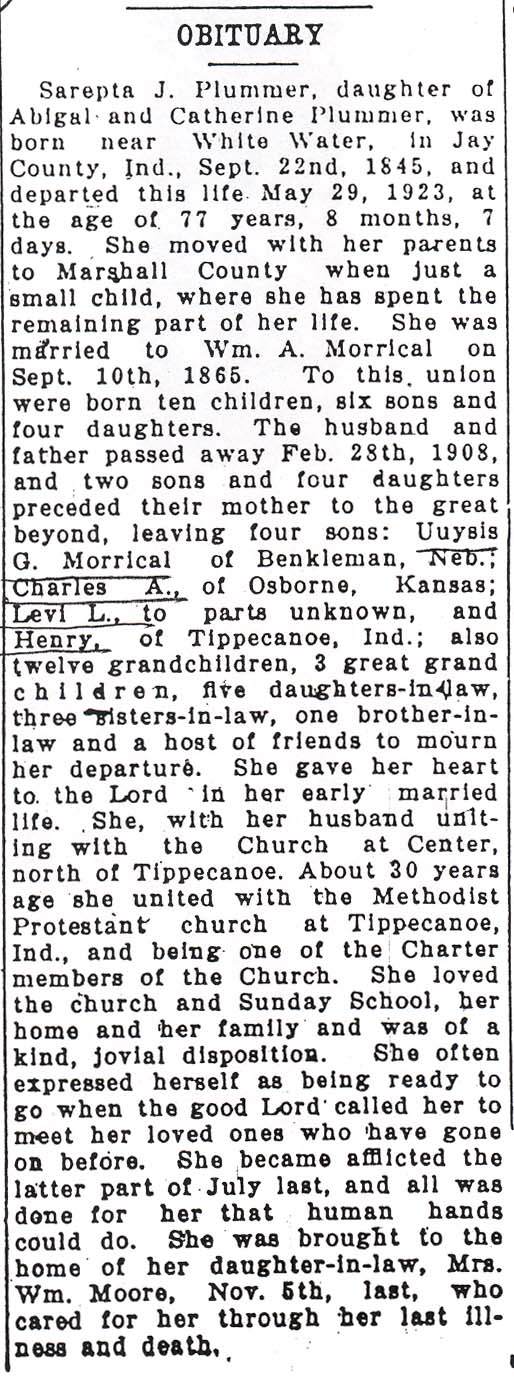 OBITUARY
Sarepta J. Plummer, daughter of
Abigal and Catherine Plummer, was
born near White Water, in Jay
County, Ind., Sept. 22nd, 1845, and
departed this life May 29, 1923, at
the age of 77 years, 8 months, 7
days. She moved with her parents
to Marshall County when just a
small child, where she has spent the
remaining part of her life. She was
married to Wm. A. Morrical on
Sept. 10th, 1865. To this union
were born ten children, six sons and
four daughters. The husband and
father passed away Feb. 28th, 1908,
and two sons and four daughters
preceded their mother to the great
beyond, leaving four sons: Uuysis
G. Morrical of Benkleman, Neb.;
Charles A., of Osborne, Kansas;
Levi L., to parts unknown, and
Henry, of Tippecanoe, Ind.; also
twelve grandchildren, 3 great grand
children, five daughters-in-law,
three sisters-in-law, one brother-in-
law and a host of friends to mourn
her departure. She gave her heart
to the Lord in her early married
life. She, with her husband unit-
ing with the Church at Center,
north of Tippecanoe. About 30 years
age she united with the Methodist
Protestant church at Tippecanoe,
Ind., and being one of the Charter
members of the Church. She loved
the church and Sunday School, her
home and her family and was of a
kind, jovial disposition. She often
expressed herself as being ready to
go when the good Lord called her to
meet her loved ones who have gone
on before. She became afflicted the
latter part of July last, and all was
done for her that human hands
could do. She was brought to the
home of her daughter-in-law, Mrs.
Wm. Moore, Nov. 5th, last, who
cared for her through her last ill-
ness and death.